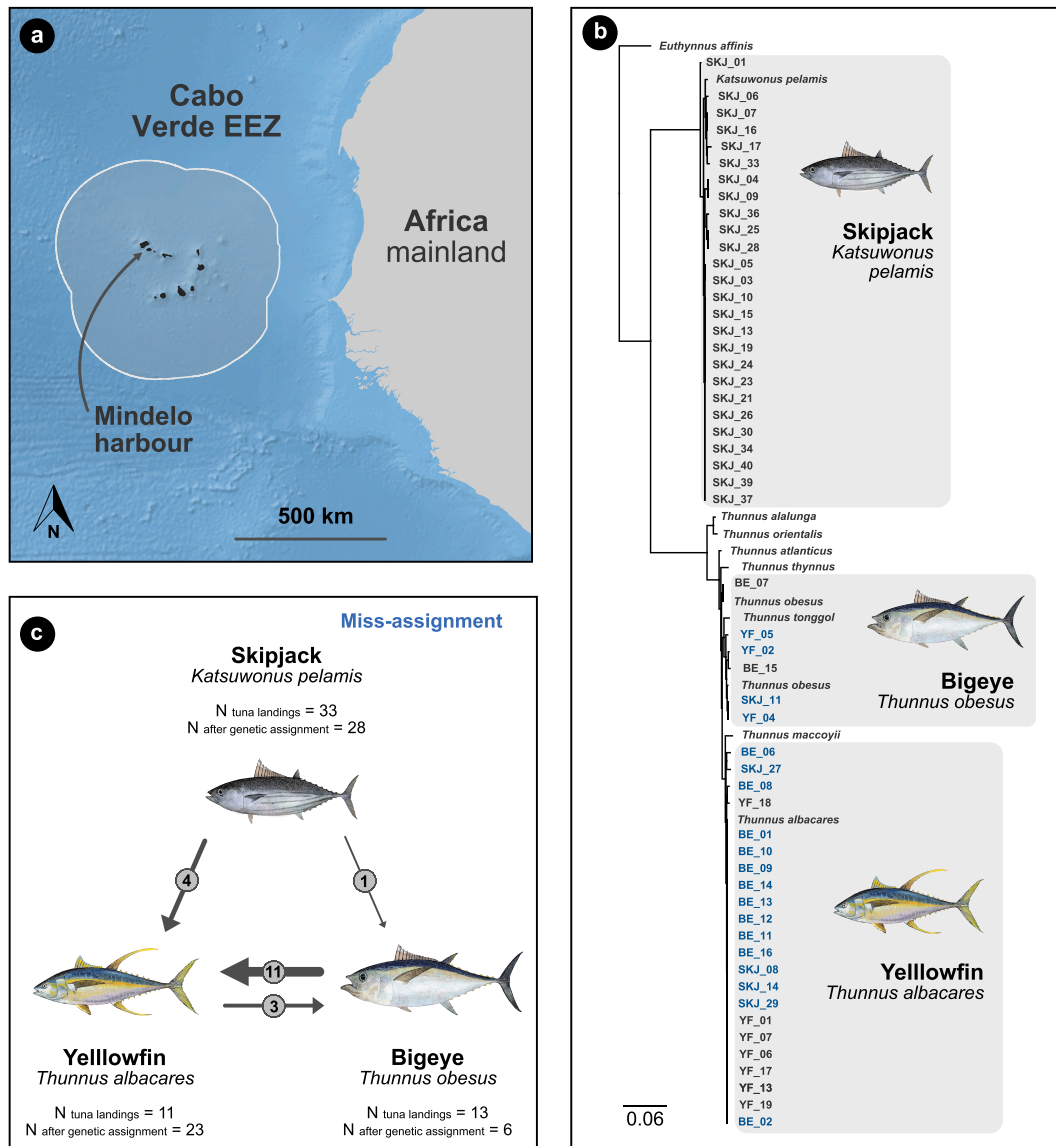 a
Cabo
Verde EEZ
Africa
mainland
Mindelo
harbour
N
500 km
b
Euthynnus affinis
SKJ_01
Katsuwonus pelamis
SKJ_06
SKJ_07
SKJ_16
SKJ_17
SKJ_33
SKJ_04
SKJ_09
SKJ_36
SKJ_25
SKJ_28
SKJ_05
SKJ_03
SKJ_10
SKJ_15
SKJ_13
SKJ_19
SKJ_24
SKJ_23
SKJ_21
SKJ_26
SKJ_30
SKJ_34
SKJ_40
SKJ_39
SKJ_37
Skipjack
Katsuwonus
pelamis
Thunnus alalunga
Thunnus orientalis
Thunnus atlanticus
Thunnus thynnus
BE_07
Thunnus obesus
Thunnus tonggol
YF_05
YF_02
BE_15
Thunnus obesus
SKJ_11
YF_04
Bigeye
Thunnus obesus
Thunnus maccoyii
BE_06
SKJ_27
BE_08
YF_18
Thunnus albacares
BE_01
BE_10
BE_09
BE_14
BE_13
BE_12
BE_11
BE_16
SKJ_08
SKJ_14
SKJ_29
YF_01
YF_07
YF_06
YF_17
YF_13
YF_19
BE_02
Yelllowfin
Thunnus albacares
0.06
c
Miss-assignment
Skipjack
Katsuwonus pelamis
N tuna landings = 33
N after genetic assignment = 28
4
1
11
3
Yelllowfin
Thunnus albacares
N tuna landings = 11
N after genetic assignment = 23
Bigeye
Thunnus obesus
N tuna landings = 13
N after genetic assignment = 6